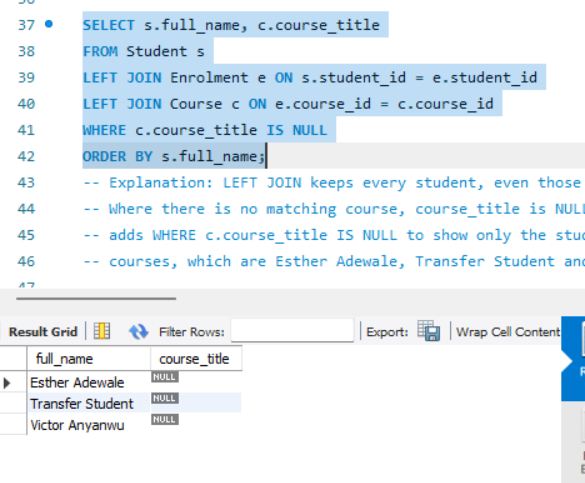 37 SELECT s.full_name, c.course_title
38 FROM Student s
39 LEFT JOIN Enrolment e ON s.student_id = e.student_id
40 LEFT JOIN Course c ON e.course_id = c.course_id
41 WHERE c.course_title IS NULL
42 ORDER BY s.full_name;
43 -- Explanation: LEFT JOIN keeps every student, even those
44 -- Where there is no matching course, course_title is NULL
45 -- adds WHERE c.course_title IS NULL to show only the
46 -- courses, which are Esther Adewale, Transfer Student
47
Result Grid Filter Rows: Export: Wrap Cell Content
full_name course_title
Esther Adewale NULL
Transfer Student NULL
Victor Anyanwu NULL